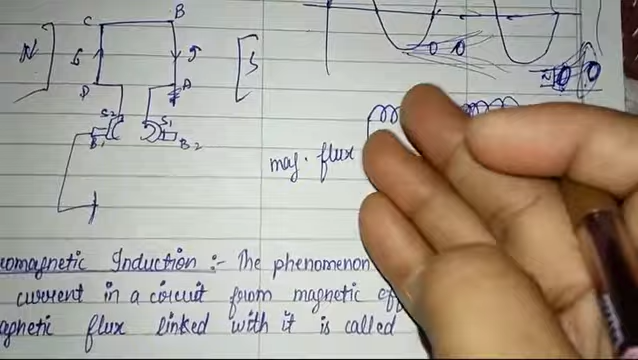 C B
N S
D A
S2 S1
B1 B2
mag. flux
omagnetic Induction :- The phenomenon
current in a circuit from magnetic eff
agnetic flux linked with it is called